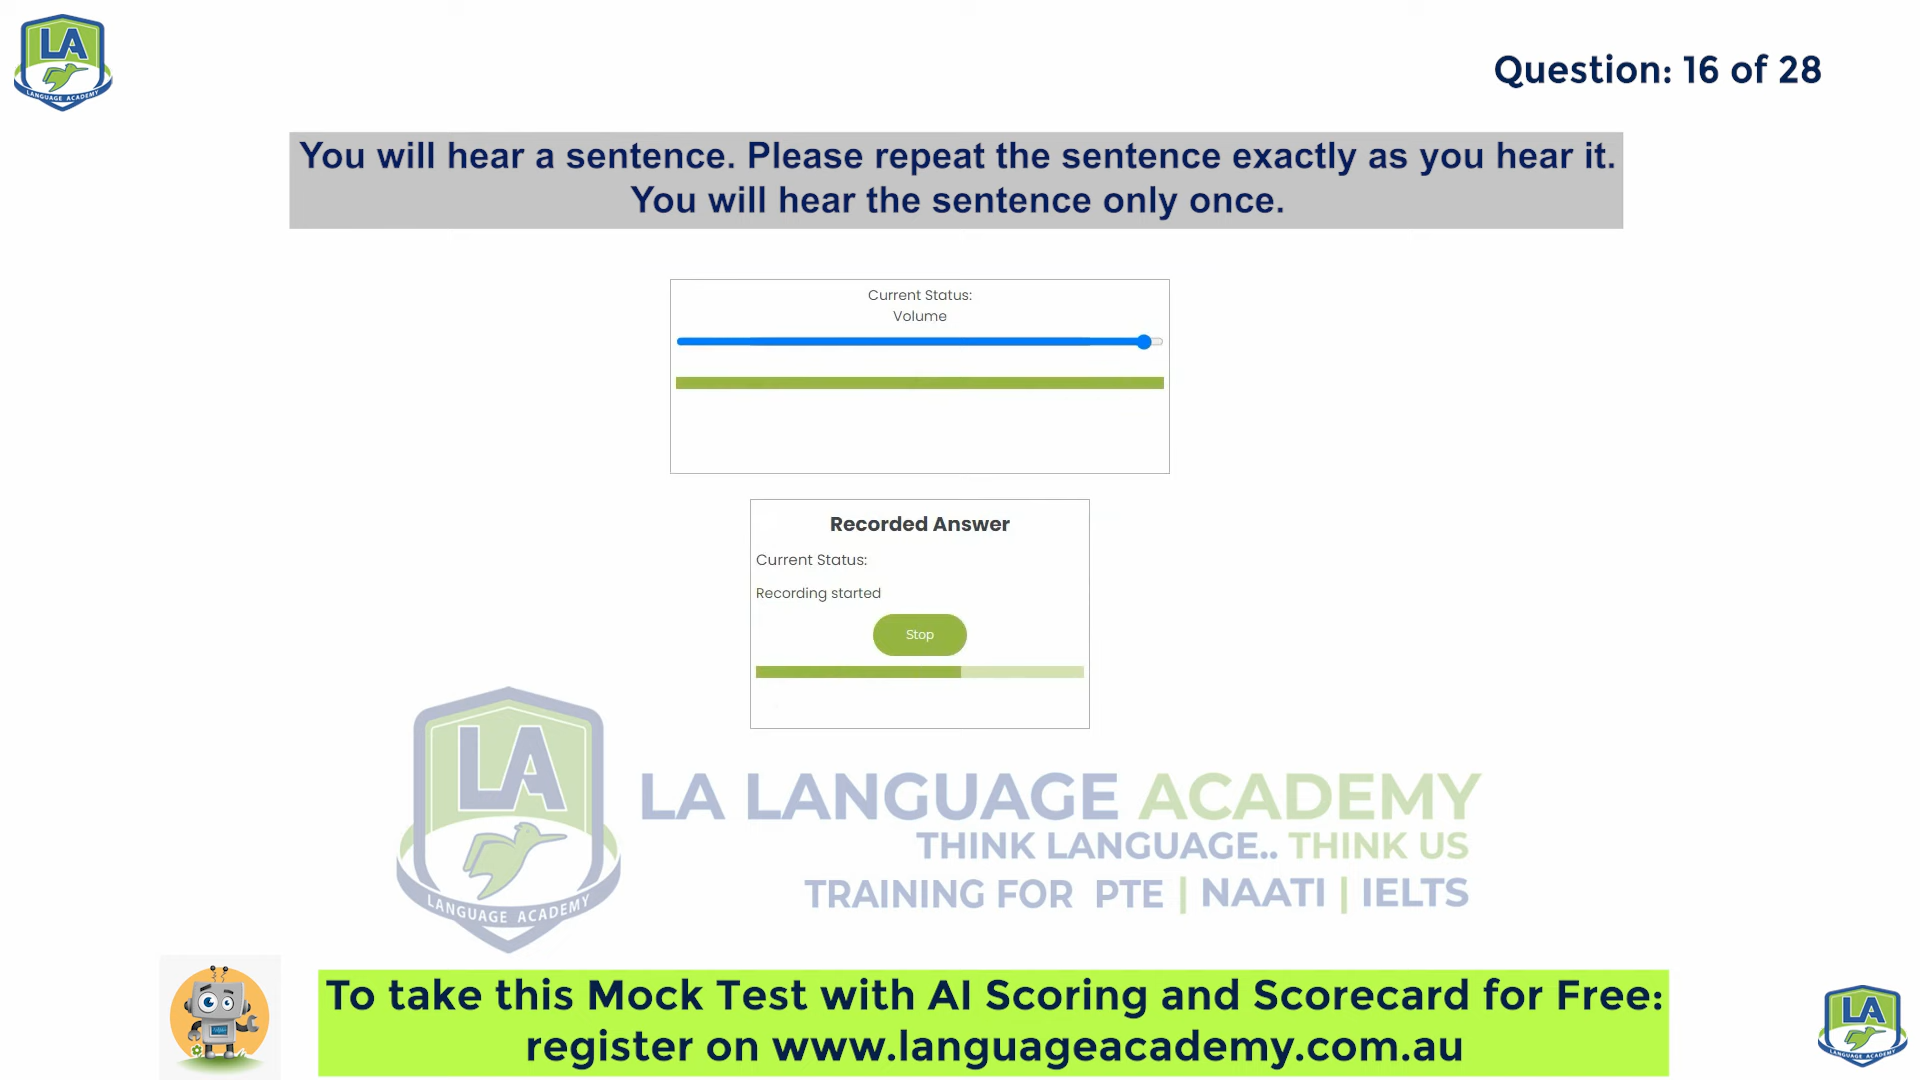 LA
LANGUAGE ACADEMY
Question: 16 of 28
You will hear a sentence. Please repeat the sentence exactly as you hear it.
You will hear the sentence only once.
Current Status:
Volume
Recorded Answer
Current Status:
Recording started
Stop
LA
LANGUAGE ACADEMY
LA LANGUAGE ACADEMY
THINK LANGUAGE.. THINK US
TRAINING FOR PTE | NAATI | IELTS
To take this Mock Test with AI Scoring and Scorecard for Free:
register on www.languageacademy.com.au
LA
LANGUAGE ACADEMY